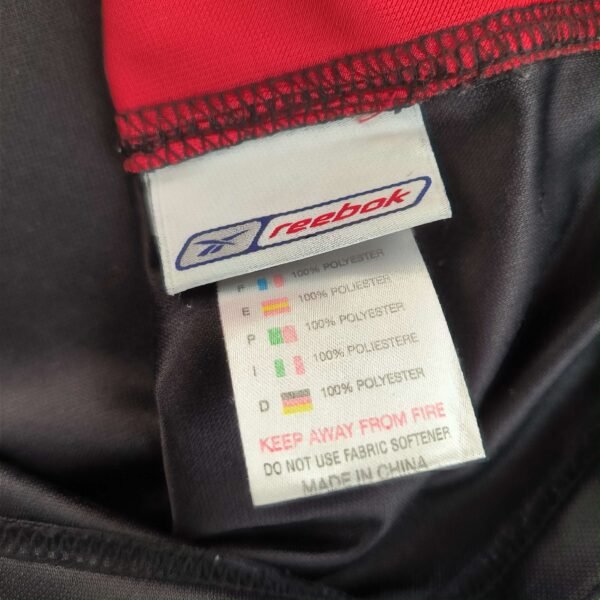 reebok
F 100% POLYESTER
E 100% POLIESTER
P 100% POLYESTER
I 100% POLIESTERE
D 100% POLYESTER
KEEP AWAY FROM FIRE
DO NOT USE FABRIC SOFTENER
MADE IN CHINA